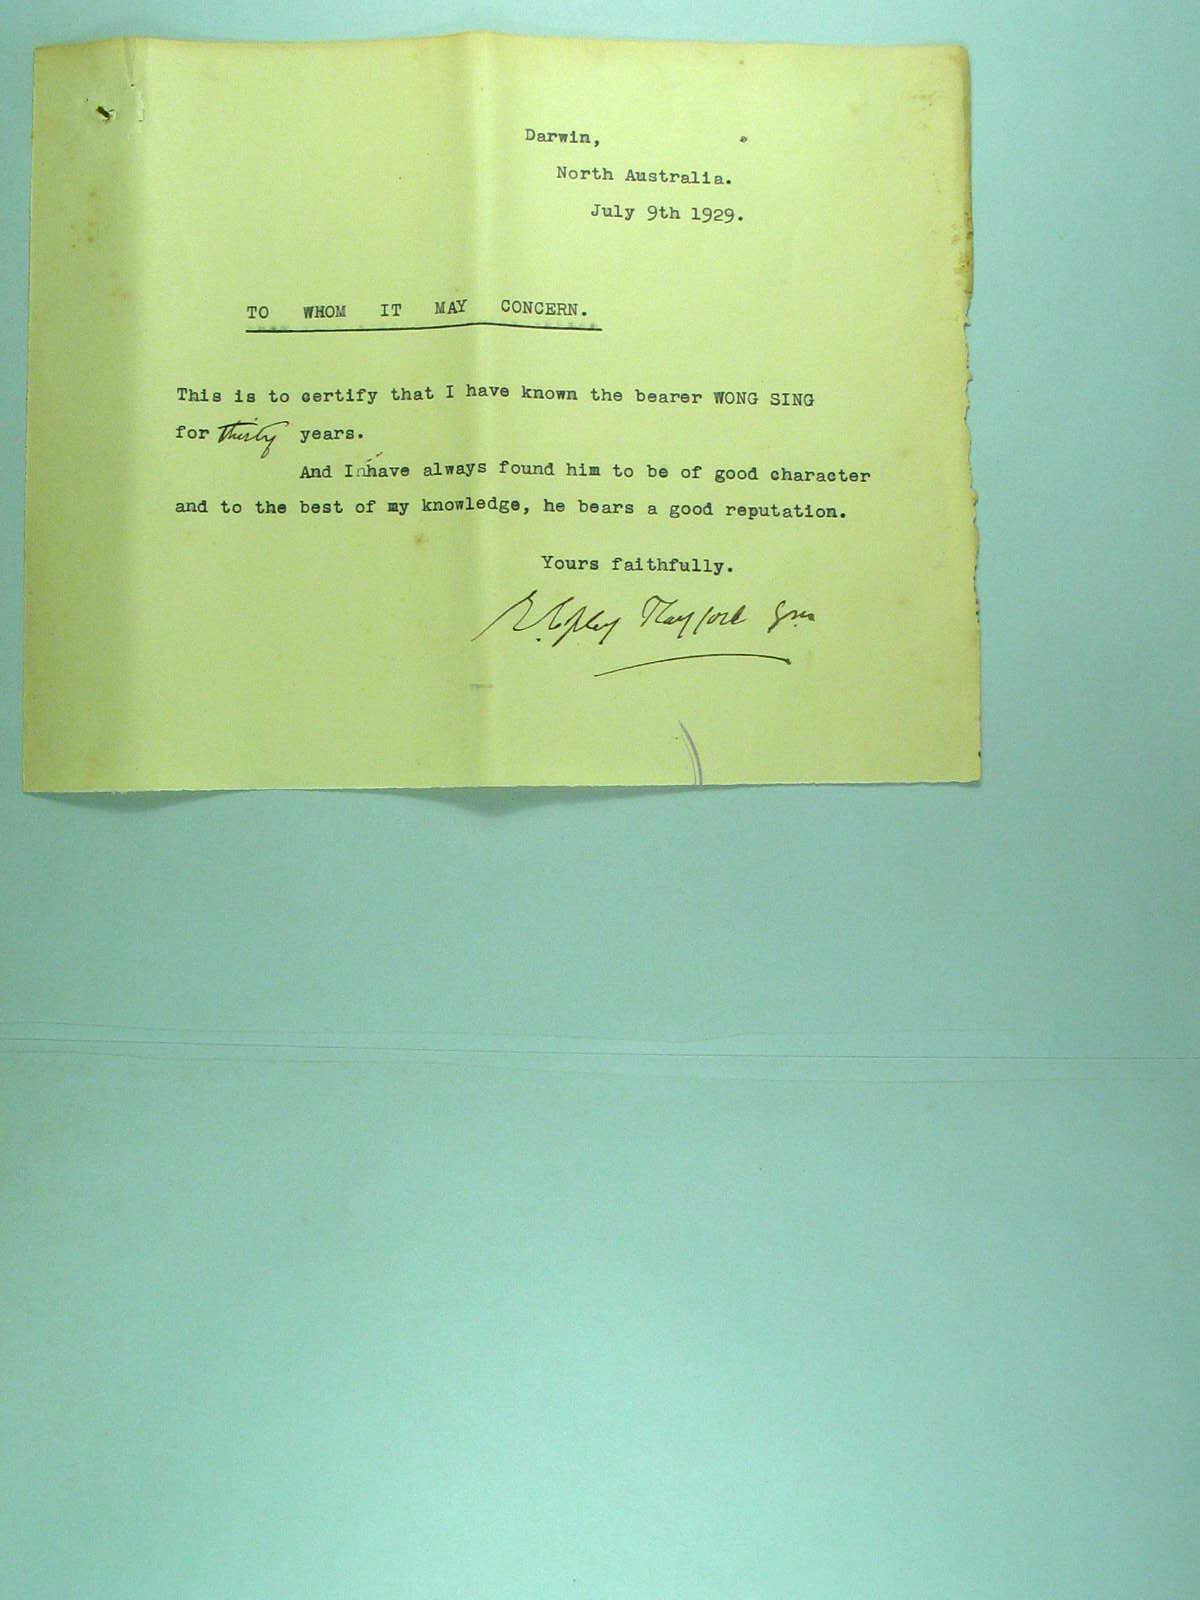 Darwin,
North Australia.
July 9th 1929.
TO WHOM IT MAY CONCERN.
This is to certify that I have known the bearer WONG SING
for thirty years.
And I have always found him to be of good character
and to the best of my knowledge, he bears a good reputation.
Yours faithfully.